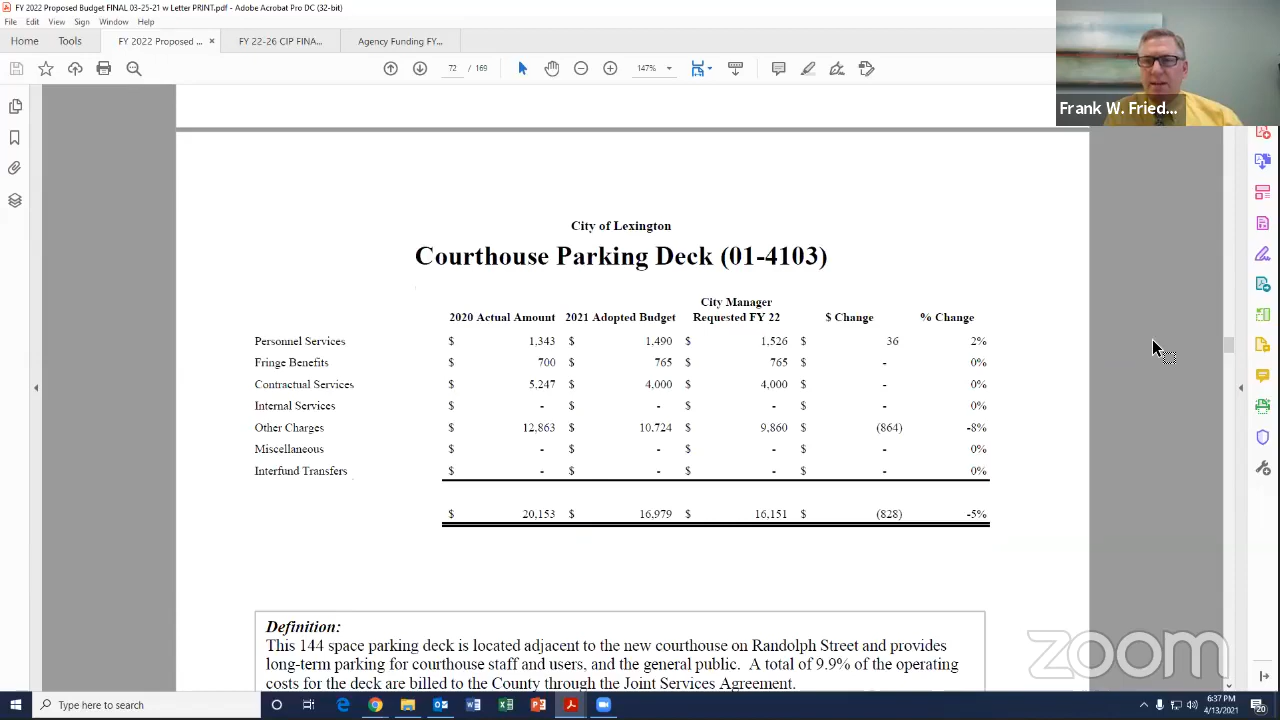 FY 2022 Proposed Budget FINAL 03-25-21 w Letter PRINT.pdf - Adobe Acrobat Pro DC (32-bit)
File Edit View Sign Window Help
Home Tools FY 2022 Proposed ... × FY 22-26 CIP FINA... Agency Funding FY...
72 / 169 147%
Frank W. Fried...
City of Lexington
Courthouse Parking Deck (01-4103)
City Manager
2020 Actual Amount 2021 Adopted Budget Requested FY 22 $ Change % Change
Personnel Services $ 1,343 $ 1,490 $ 1,526 $ 36 2%
Fringe Benefits $ 700 $ 765 $ 765 $ - 0%
Contractual Services $ 5,247 $ 4,000 $ 4,000 $ - 0%
Internal Services $ - $ - $ - $ - 0%
Other Charges $ 12,863 $ 10,724 $ 9,860 $ (864) -8%
Miscellaneous $ - $ - $ - $ - 0%
Interfund Transfers $ - $ - $ - $ - 0%
$ 20,153 $ 16,979 $ 16,151 $ (828) -5%
Definition:
This 144 space parking deck is located adjacent to the new courthouse on Randolph Street and provides
long-term parking for courthouse staff and users, and the general public. A total of 9.9% of the operating
costs for the deck are billed to the County through the Joint Services Agreement.
zoom
Type here to search
6:37 PM
4/13/2021
20